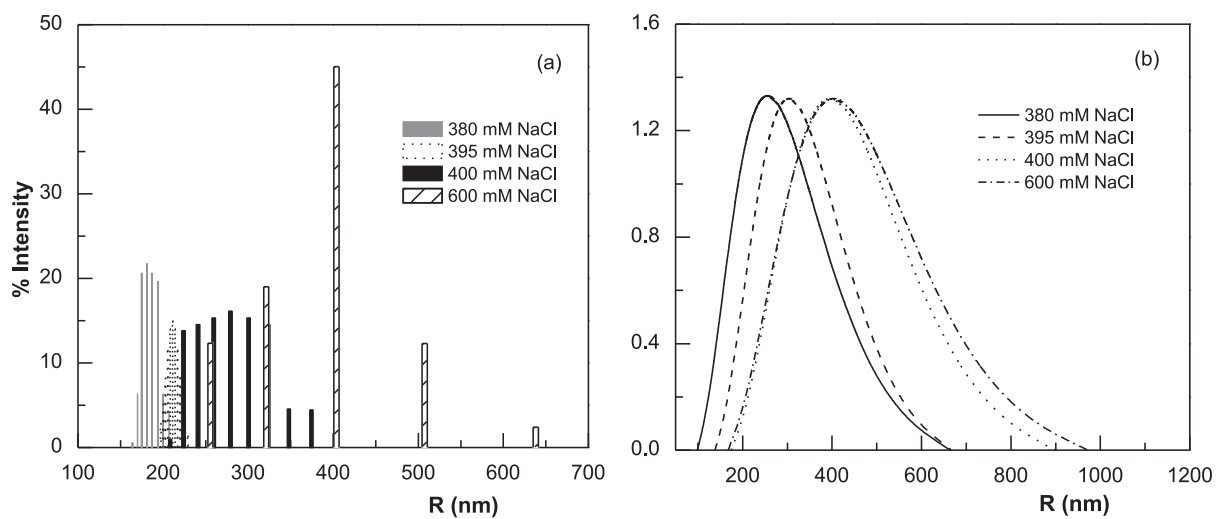 50
40
30
20
10
0
% Intensity
100 200 300 400 500 600 700
R (nm)
(a)
380 mM NaCl
395 mM NaCl
400 mM NaCl
600 mM NaCl
1.6
1.2
0.8
0.4
0.0
200 400 600 800 1000 1200
R (nm)
(b)
380 mM NaCl
395 mM NaCl
400 mM NaCl
600 mM NaCl